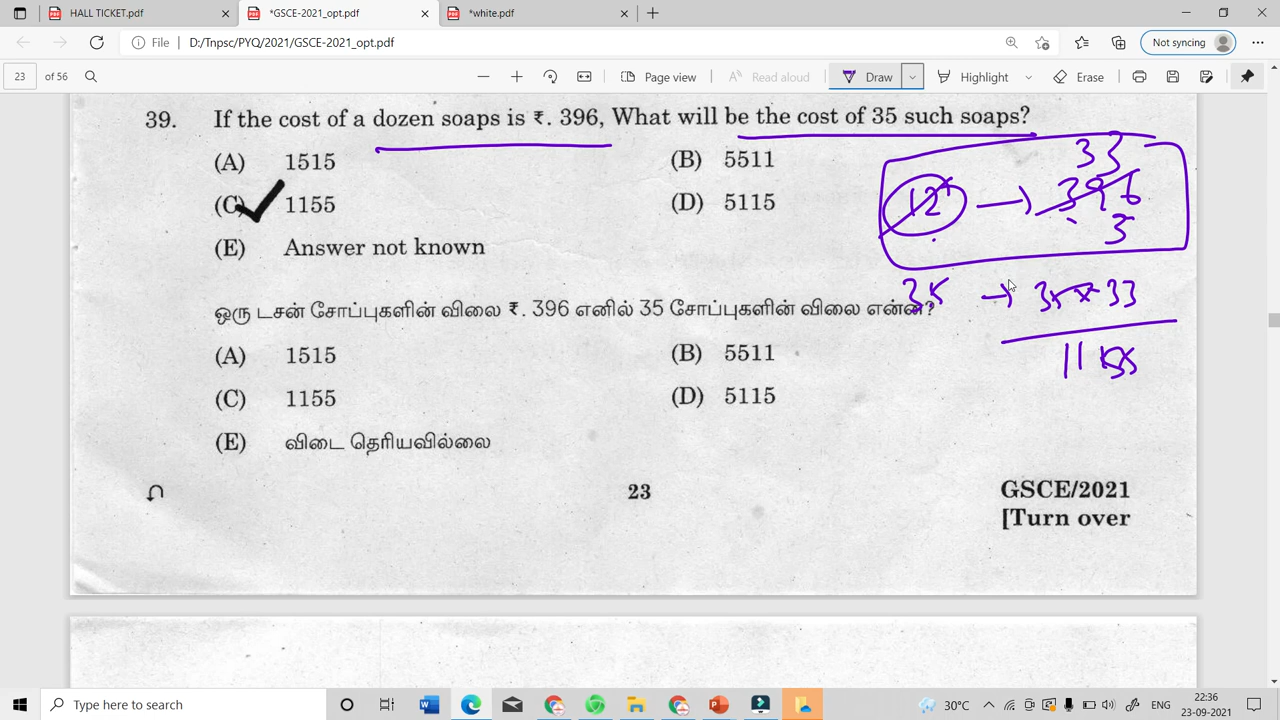 HALL TICKET.pdf
*GSCE-2021_opt.pdf
*white.pdf
File
D:/Tnpsc/PYQ/2021/GSCE-2021_opt.pdf
Not syncing
23 of 56
Page view
Read aloud
Draw
Highlight
Erase
39. If the cost of a dozen soaps is ₹. 396, What will be the cost of 35 such soaps?
(A) 1515
(B) 5511
(C) 1155
(D) 5115
(E) Answer not known
33
12 → 396
3
35 → 35 × 33
1155
ஒரு டசன் சோப்புகளின் விலை ₹. 396 எனில் 35 சோப்புகளின் விலை என்ன?
(A) 1515
(B) 5511
(C) 1155
(D) 5115
(E) விடை தெரியவில்லை
23
GSCE/2021
[Turn over
Type here to search
30°C
ENG
22:36
23-09-2021